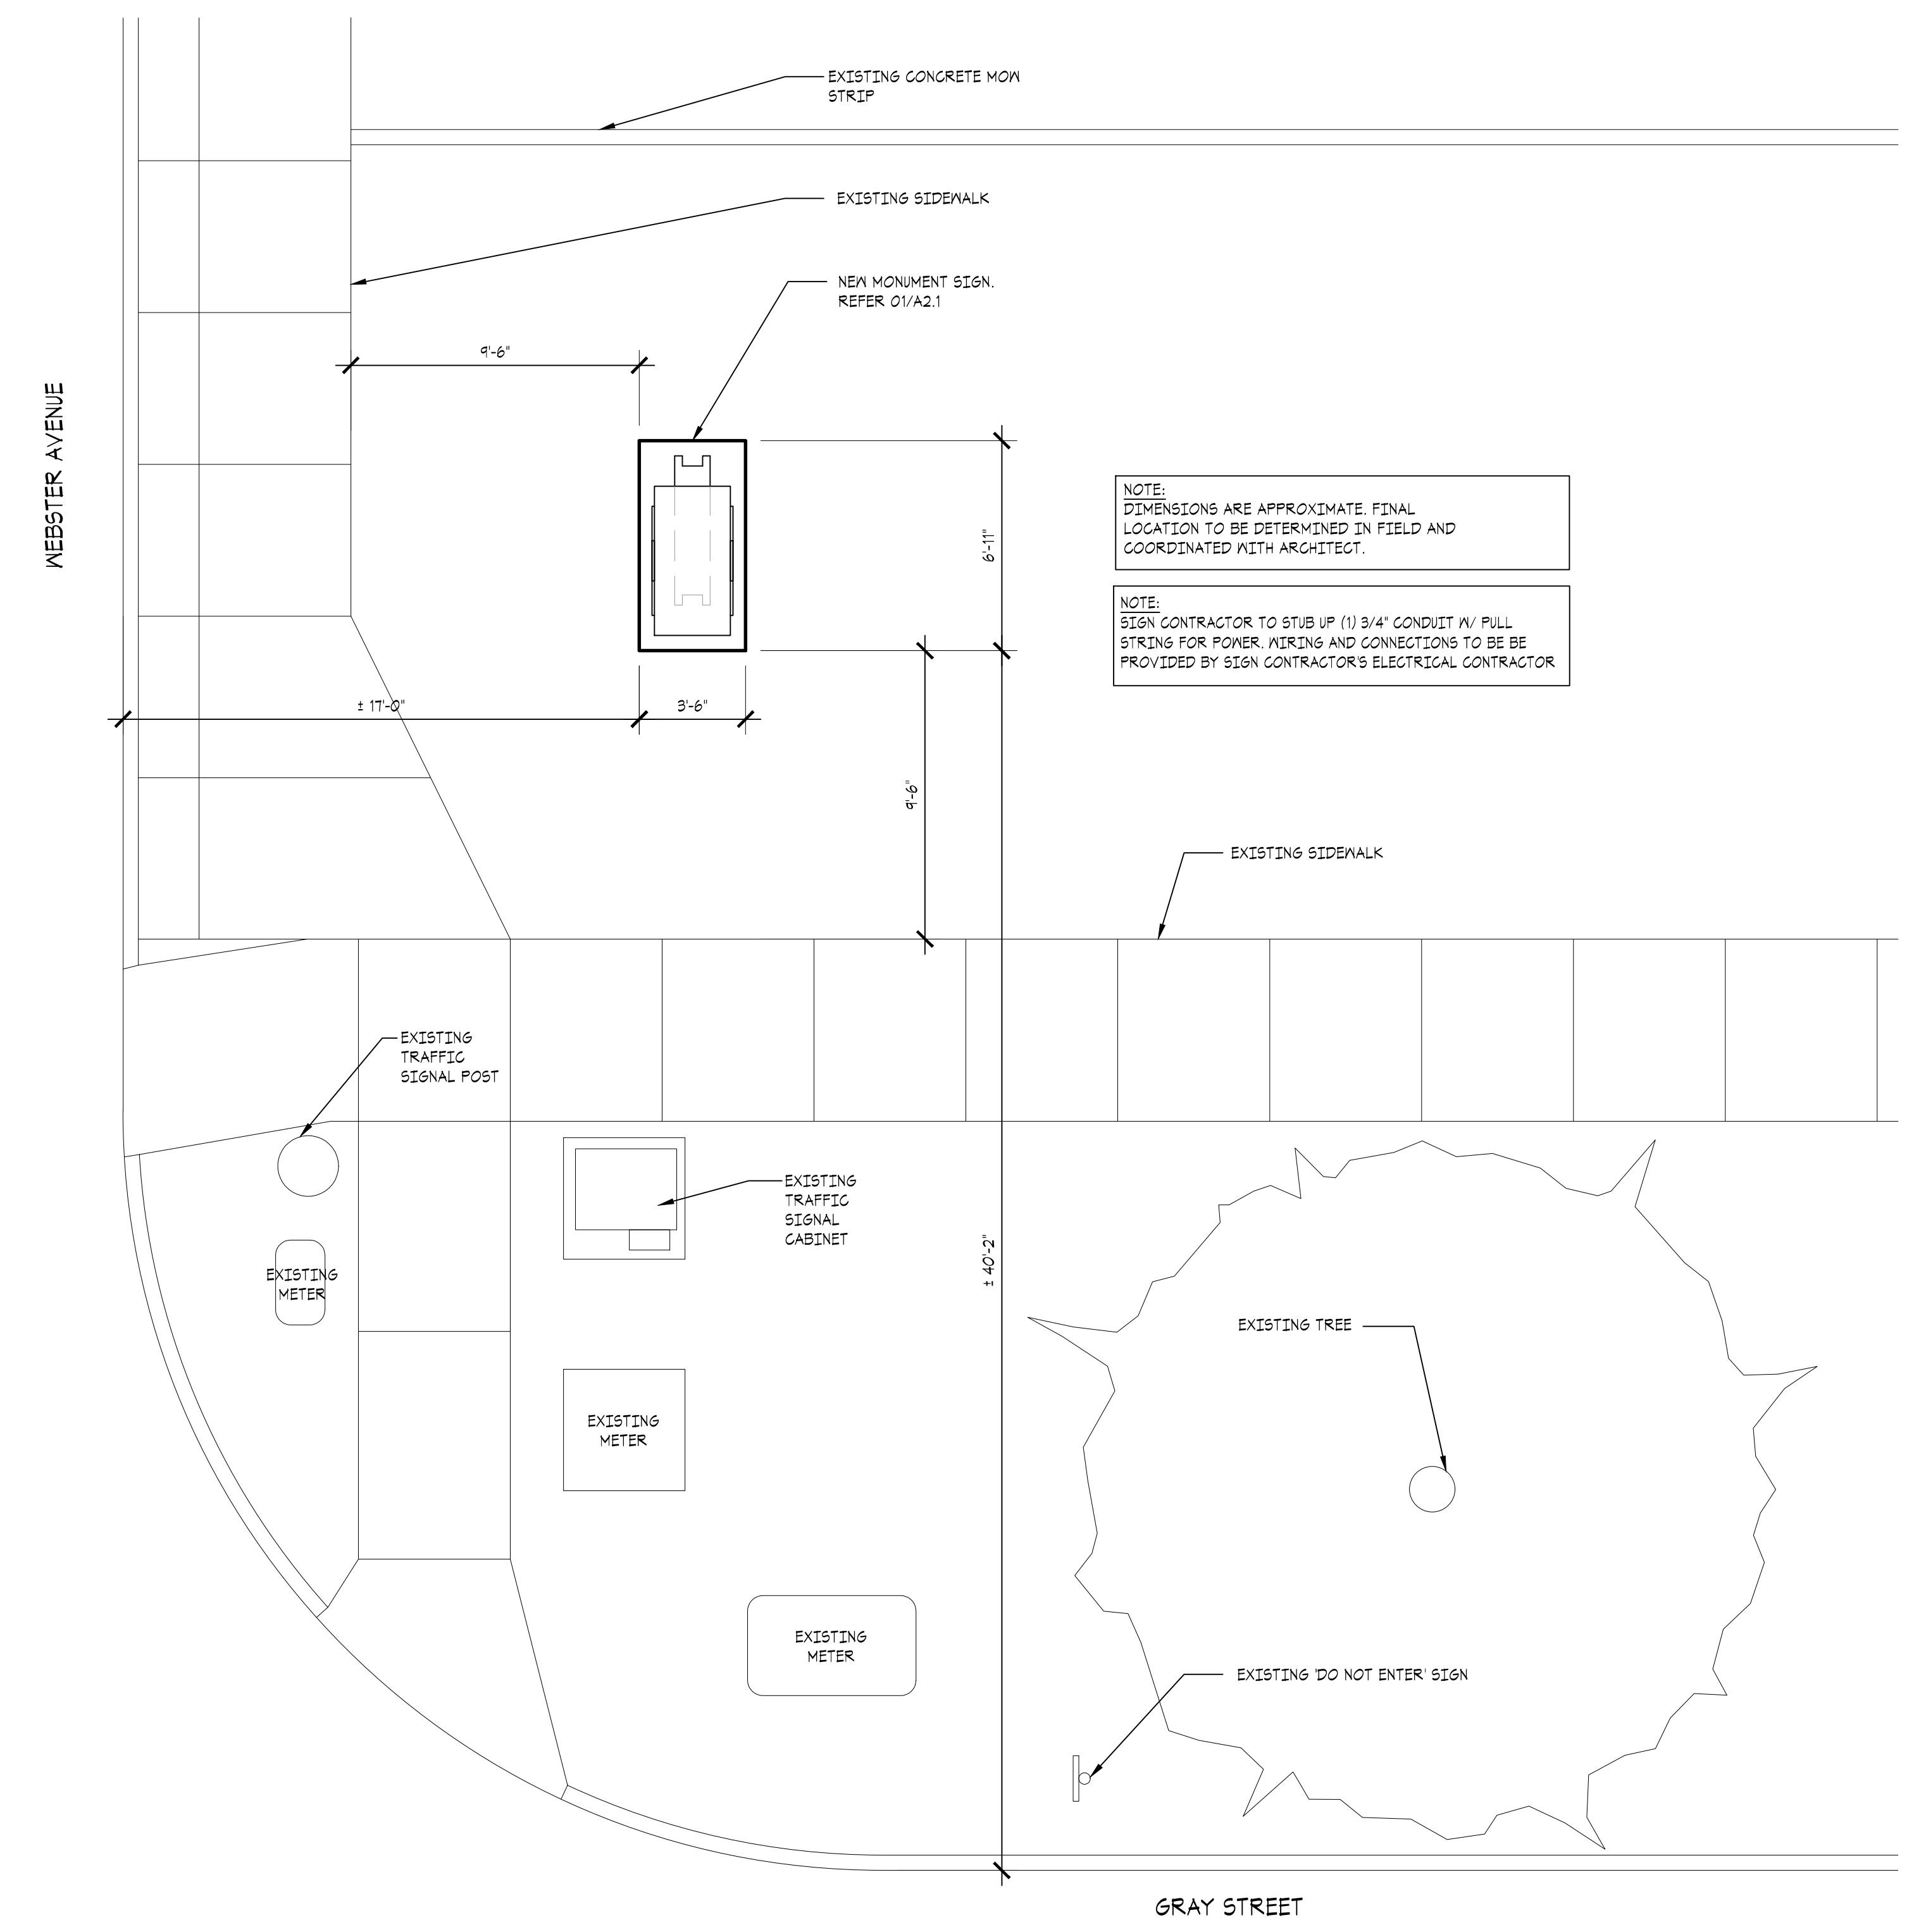 EXISTING CONCRETE MOW
STRIP
EXISTING SIDEWALK
NEW MONUMENT SIGN.
REFER 01/A2.1
9'-6"
WEBSTER AVENUE
6'-11"
NOTE:
DIMENSIONS ARE APPROXIMATE. FINAL
LOCATION TO BE DETERMINED IN FIELD AND
COORDINATED WITH ARCHITECT.
NOTE:
SIGN CONTRACTOR TO STUB UP (1) 3/4" CONDUIT W/ PULL
STRING FOR POWER. WIRING AND CONNECTIONS TO BE BE
PROVIDED BY SIGN CONTRACTOR'S ELECTRICAL CONTRACTOR
± 17'-0"
3'-6"
9'-6"
EXISTING SIDEWALK
EXISTING
TRAFFIC
SIGNAL POST
EXISTING
TRAFFIC
SIGNAL
CABINET
± 40'-2"
EXISTING
METER
EXISTING TREE
EXISTING
METER
EXISTING
METER
EXISTING 'DO NOT ENTER' SIGN
GRAY STREET